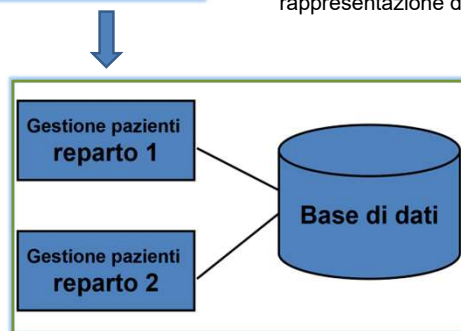 rappresentazione d
Gestione pazienti
reparto 1
Base di dati
Gestione pazienti
reparto 2